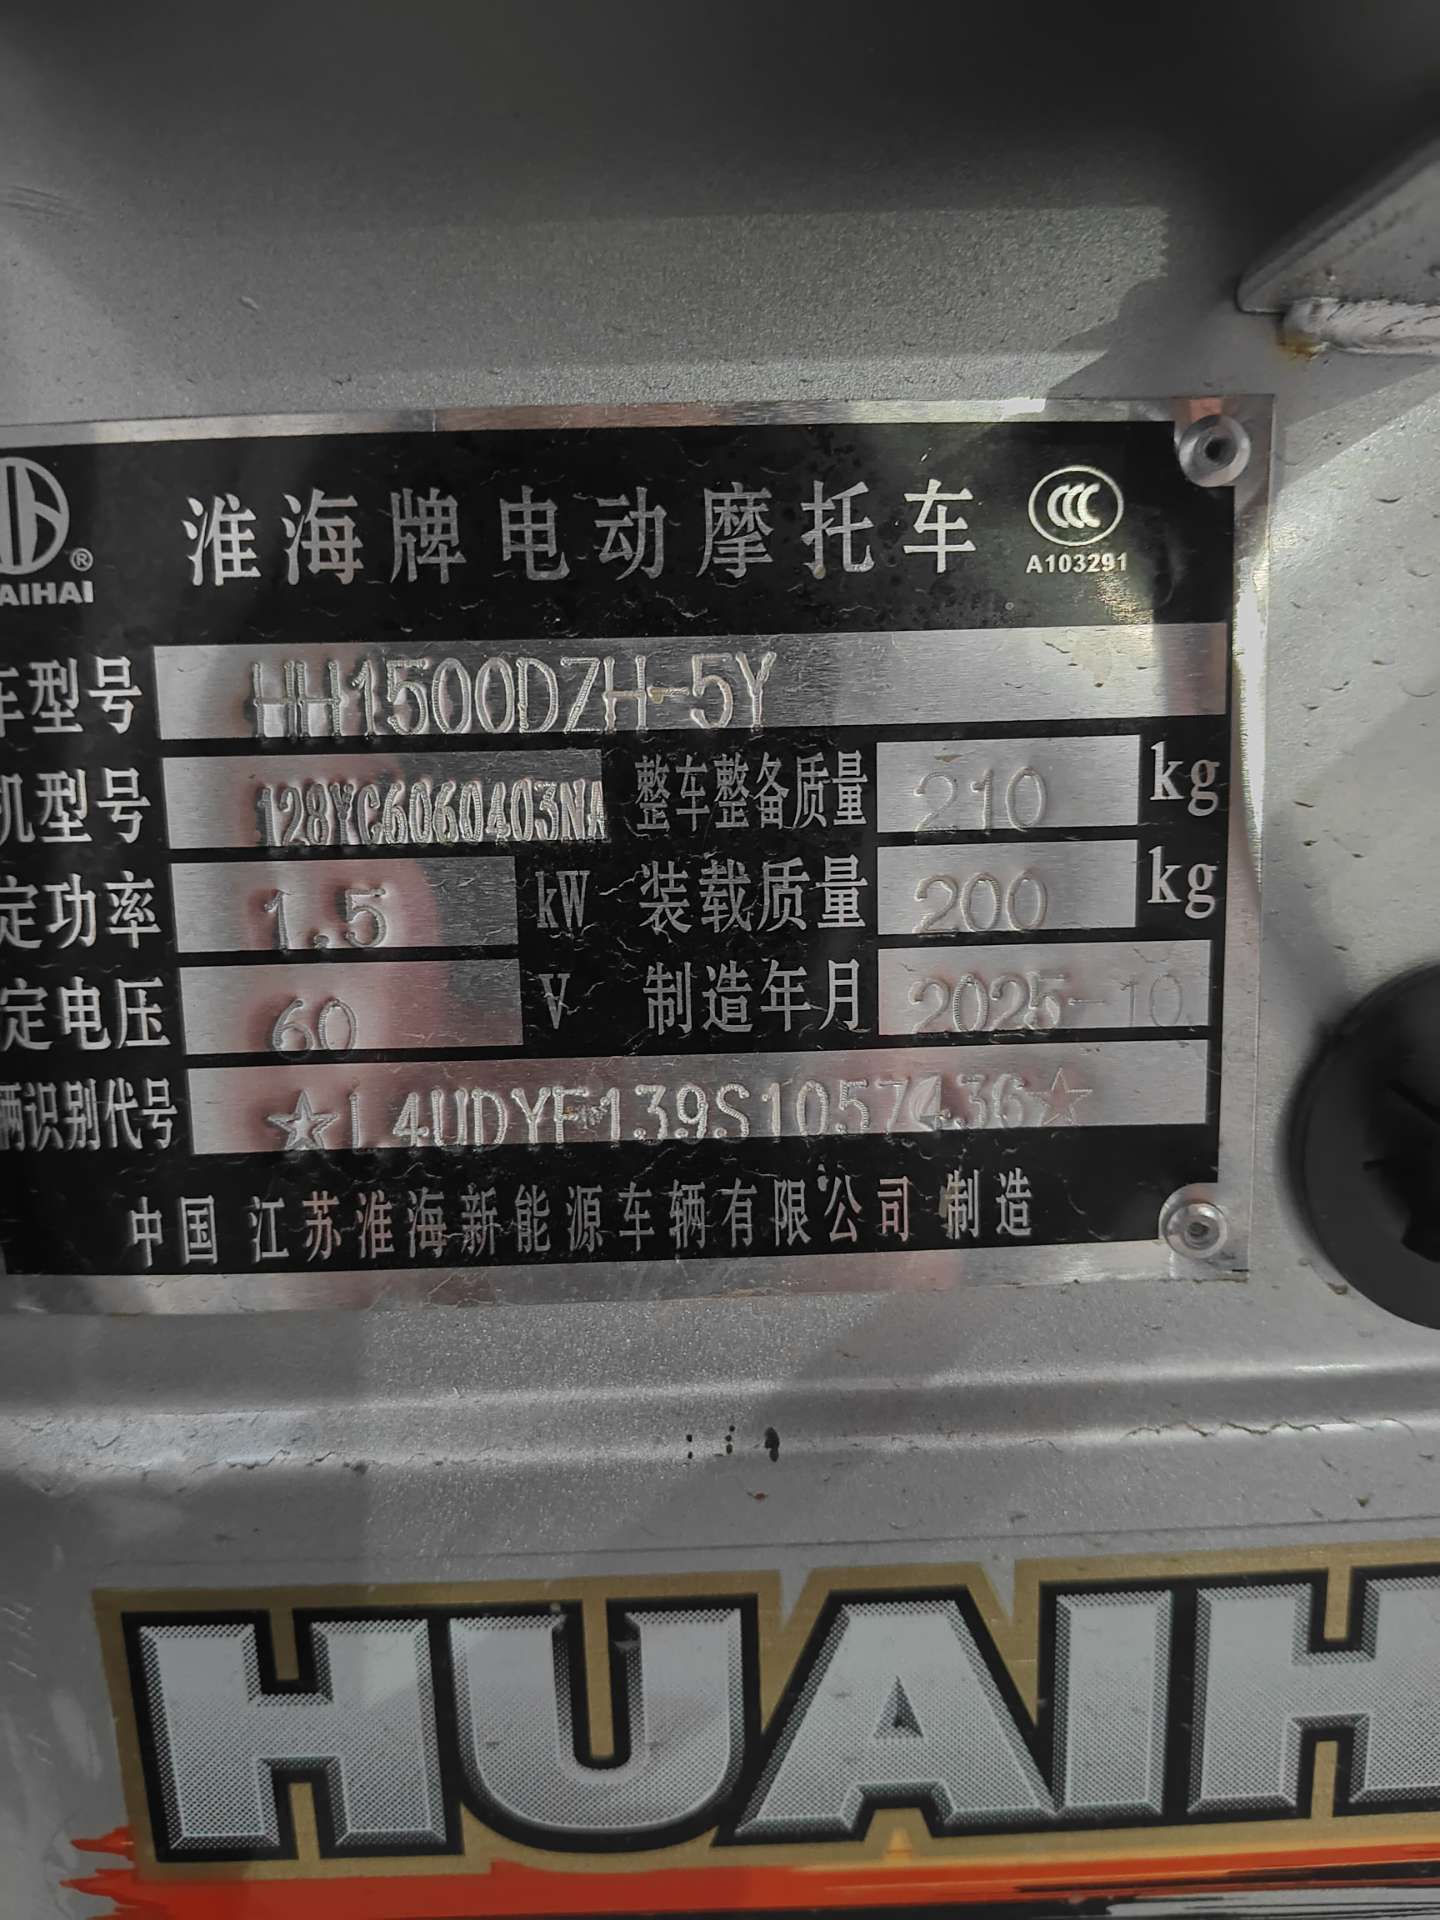 淮海牌电动摩托车
AIHAI®
A103291
车型号 HH1500DZH-5Y
机型号 128YC6060403NA 整车整备质量 210 kg
定功率 1.5 kW 装载质量 200 kg
定电压 60 V 制造年月 2025-10
辆识别代号 ★L4UDYF139S1057436★
中国 江苏淮海新能源车辆有限公司 制造
HUAIH